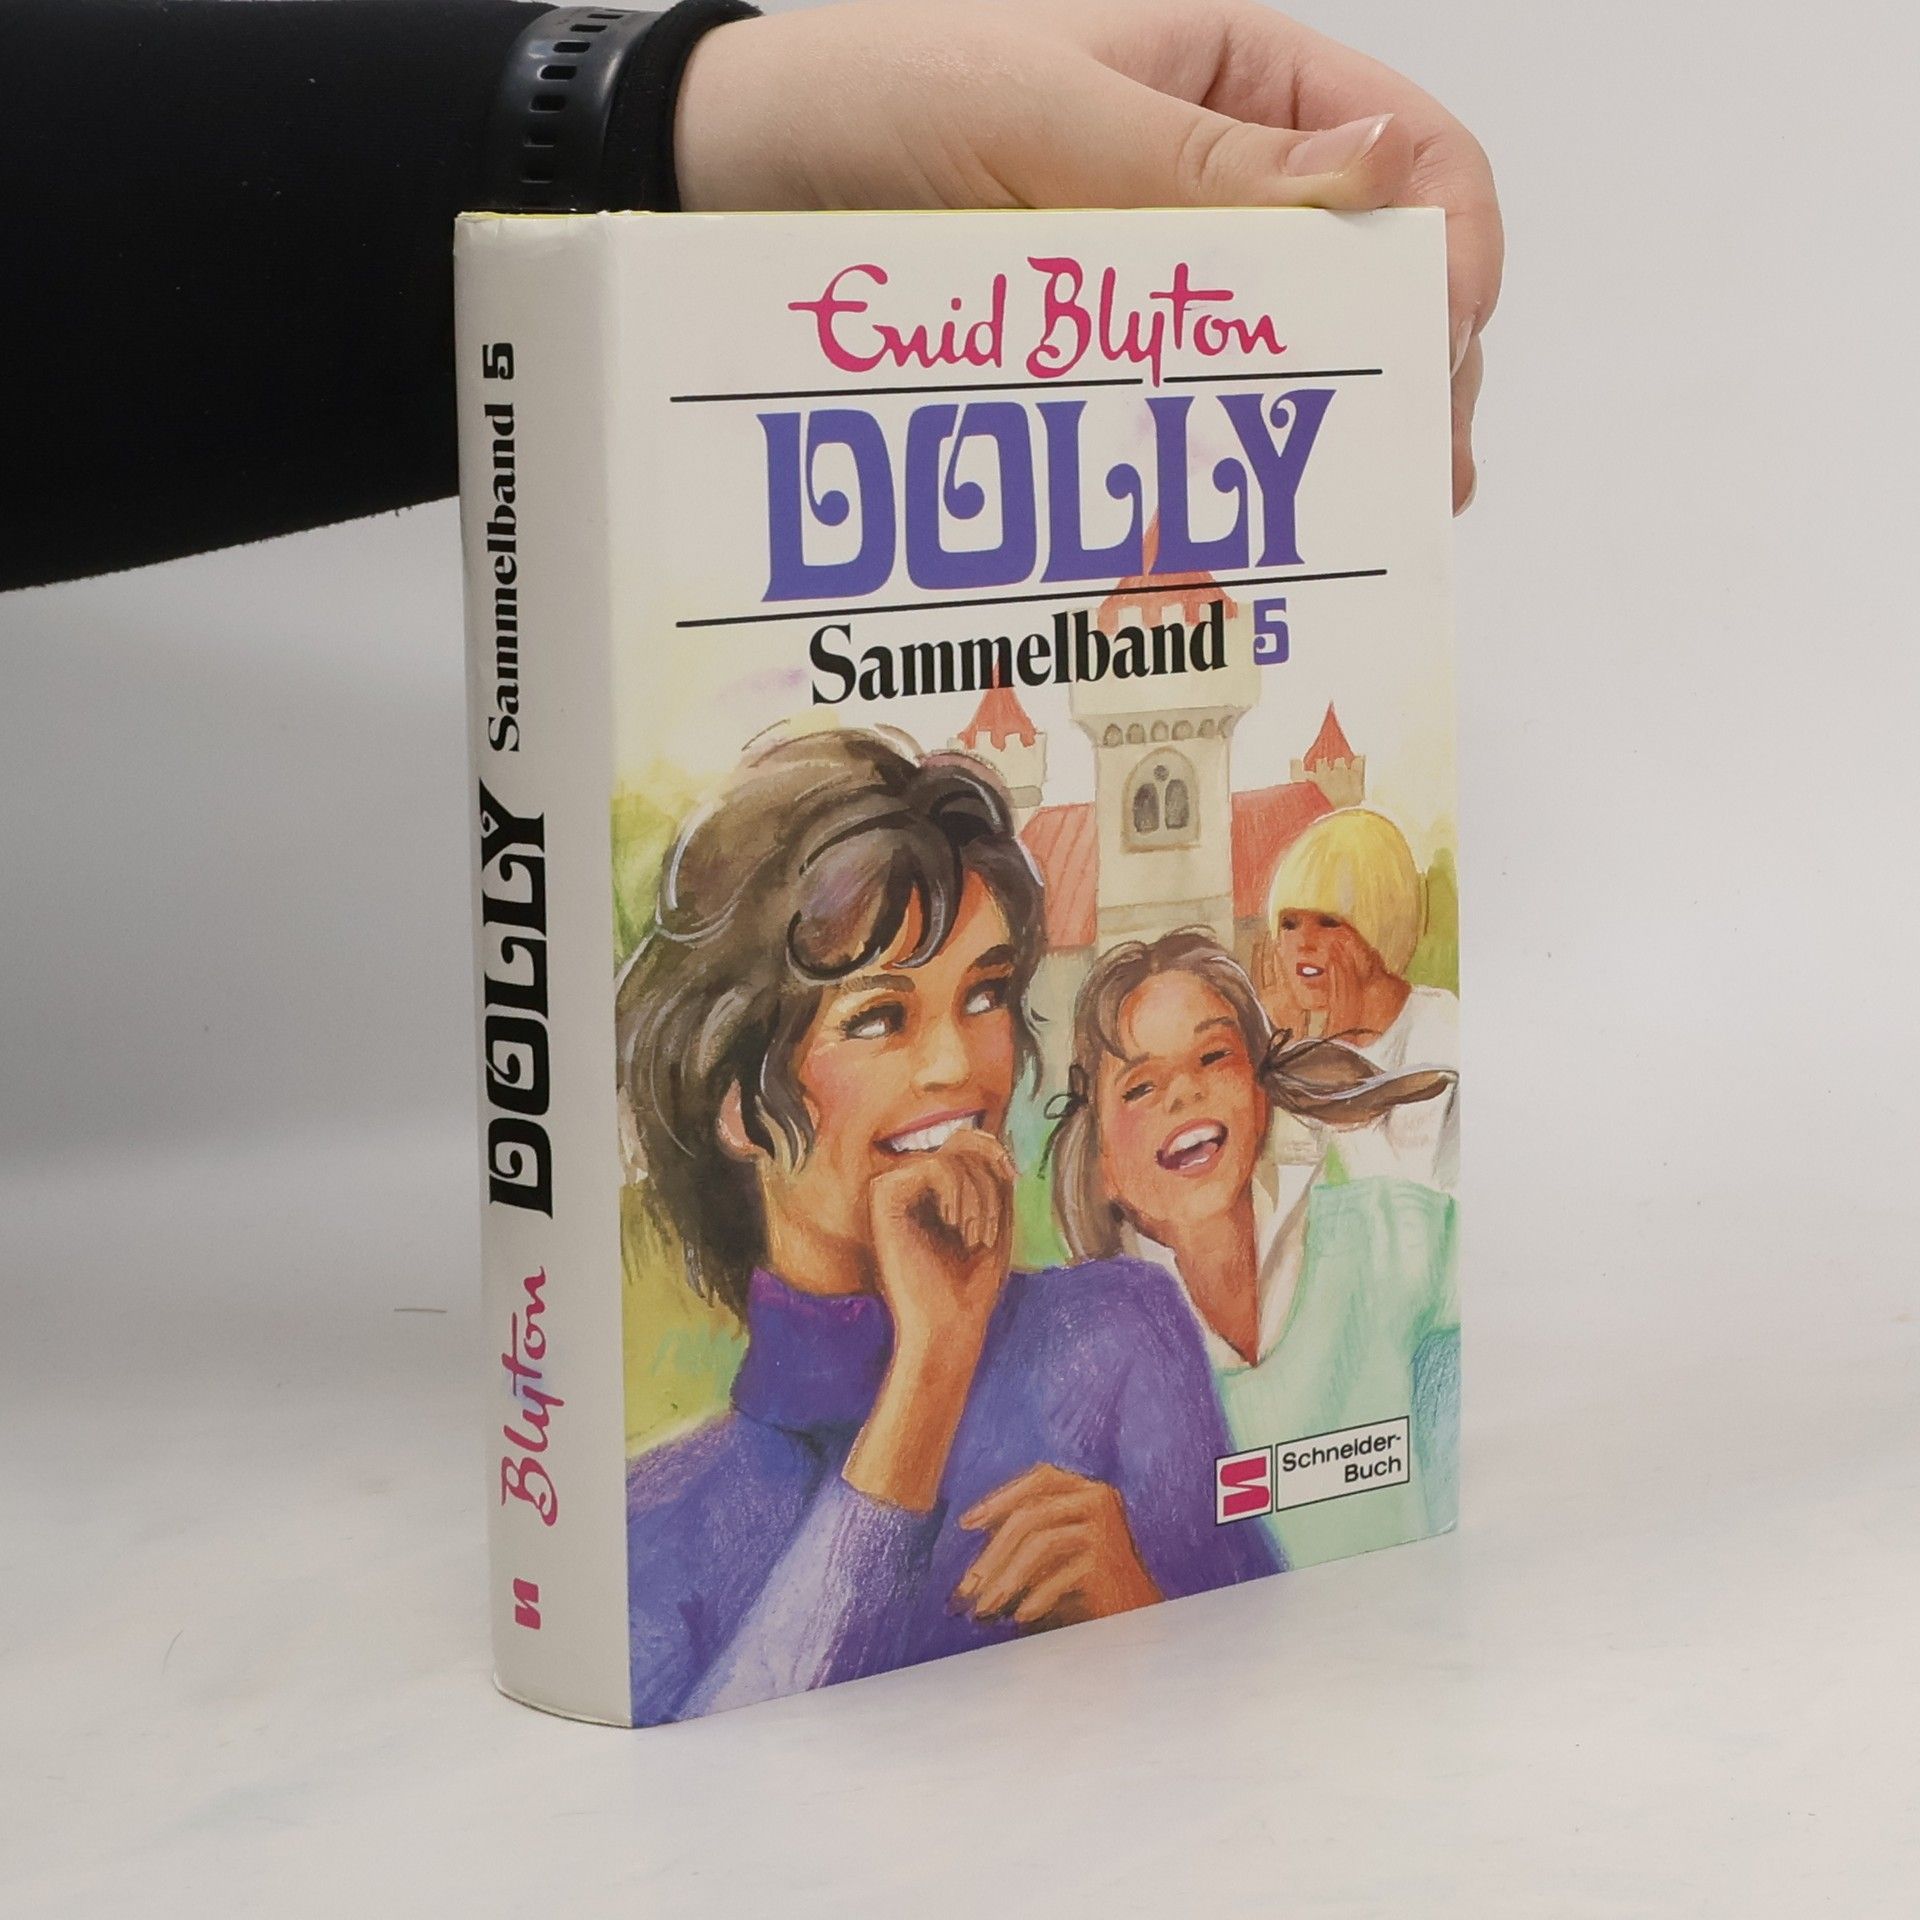 Enid Blyton
DOLLY
Sammelband 5
Schneider-
Buch
Blyton DOLLY Sammelband 5